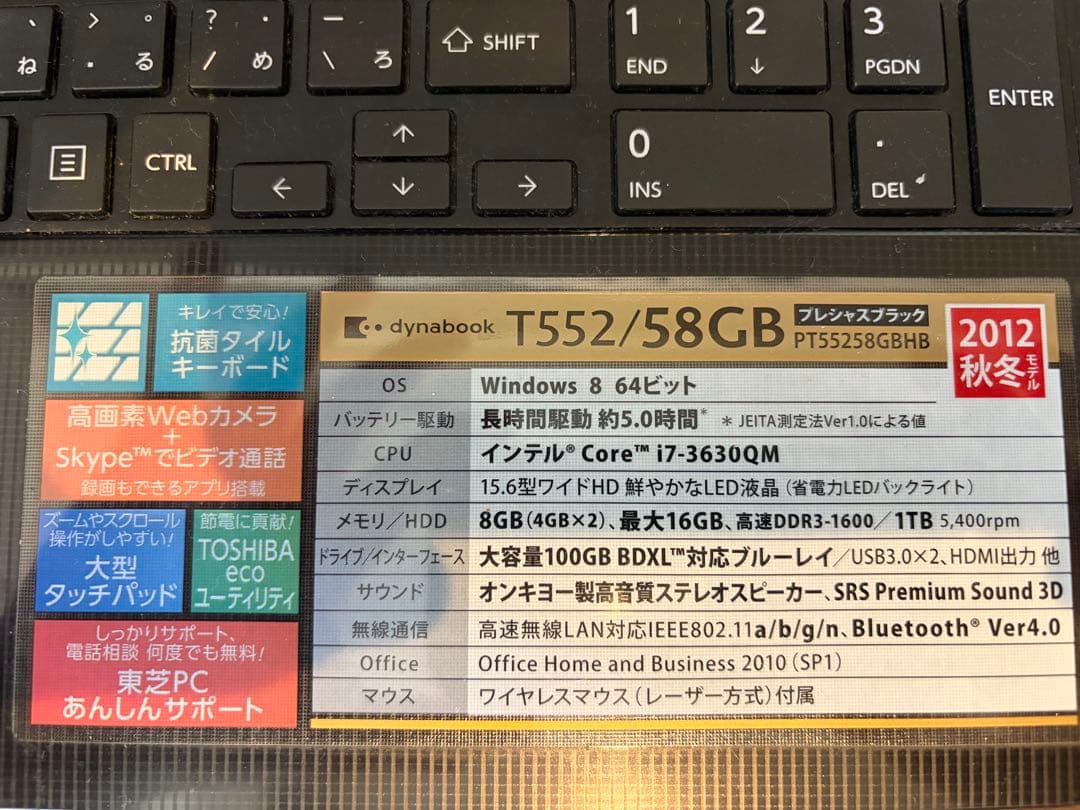 、 ね
> 。 . る
? ・ / め
ー \ ろ
SHIFT
1 END
2 ↓
3 PGDN
ENTER
CTRL
← ↑ ↓ →
0 INS
. DEL
キレイで安心!
抗菌タイル
キーボード
高画素Webカメラ
+
Skype™でビデオ通話
録画もできるアプリ搭載
ズームやスクロール
操作がしやすい!
大型
タッチパッド
節電に貢献!
TOSHIBA
eco
ユーティリティ
しっかりサポート、
電話相談 何度でも無料!
東芝PC
あんしんサポート
dynabook T552/58GB プレシャスブラック
PT55258GBHB
2012
秋冬モデル
OS Windows 8 64ビット
バッテリー駆動 長時間駆動 約5.0時間* * JEITA測定法Ver1.0による値
CPU インテル® Core™ i7-3630QM
ディスプレイ 15.6型ワイドHD 鮮やかなLED液晶(省電力LEDバックライト)
メモリ/HDD 8GB(4GB×2)、最大16GB、高速DDR3-1600/1TB 5,400rpm
ドライブ/インターフェース 大容量100GB BDXL™対応ブルーレイ/USB3.0×2、HDMI出力 他
サウンド オンキヨー製高音質ステレオスピーカー、SRS Premium Sound 3D
無線通信 高速無線LAN対応IEEE802.11a/b/g/n、Bluetooth® Ver4.0
Office Office Home and Business 2010(SP1)
マウス ワイヤレスマウス(レーザー方式)付属